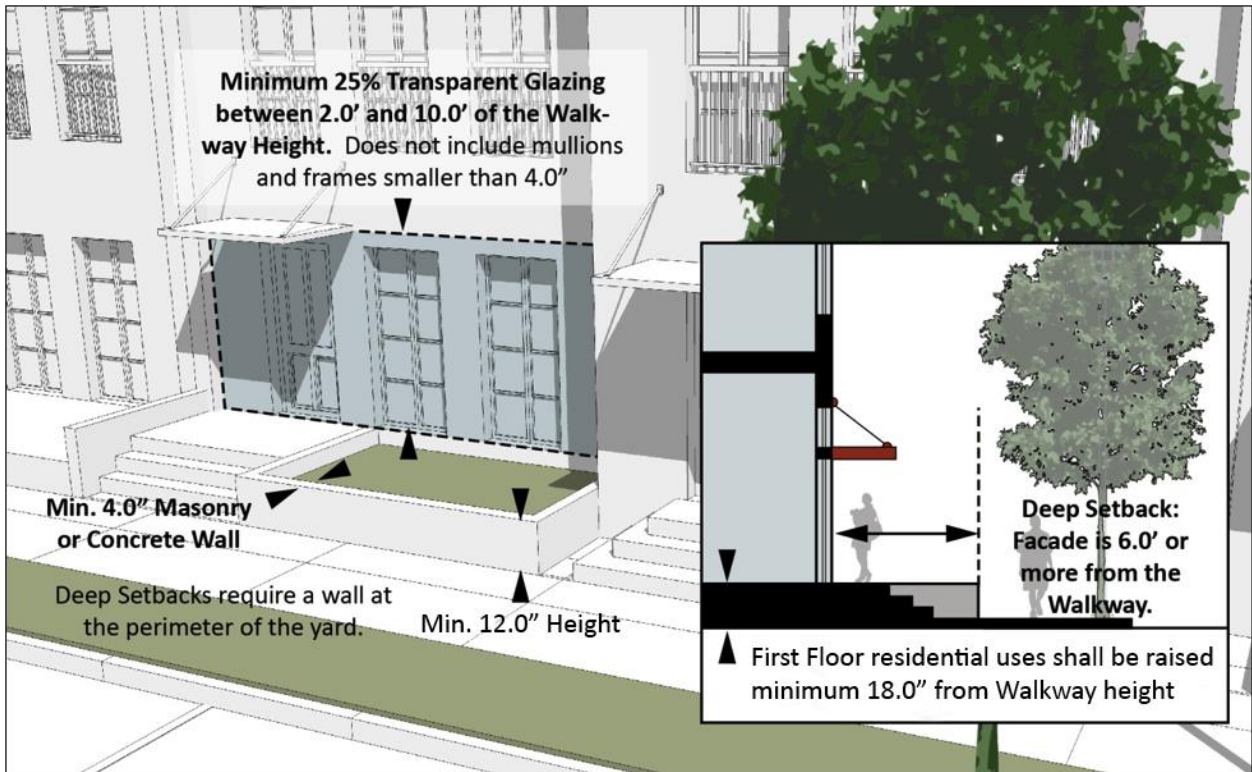 Minimum 25% Transparent Glazing
between 2.0’ and 10.0’ of the Walk-
way Height. Does not include mullions
and frames smaller than 4.0”
Min. 4.0” Masonry
or Concrete Wall
Deep Setbacks require a wall at
the perimeter of the yard.
Min. 12.0” Height
Deep Setback:
Facade is 6.0’ or
more from the
Walkway.
First Floor residential uses shall be raised
minimum 18.0” from Walkway height